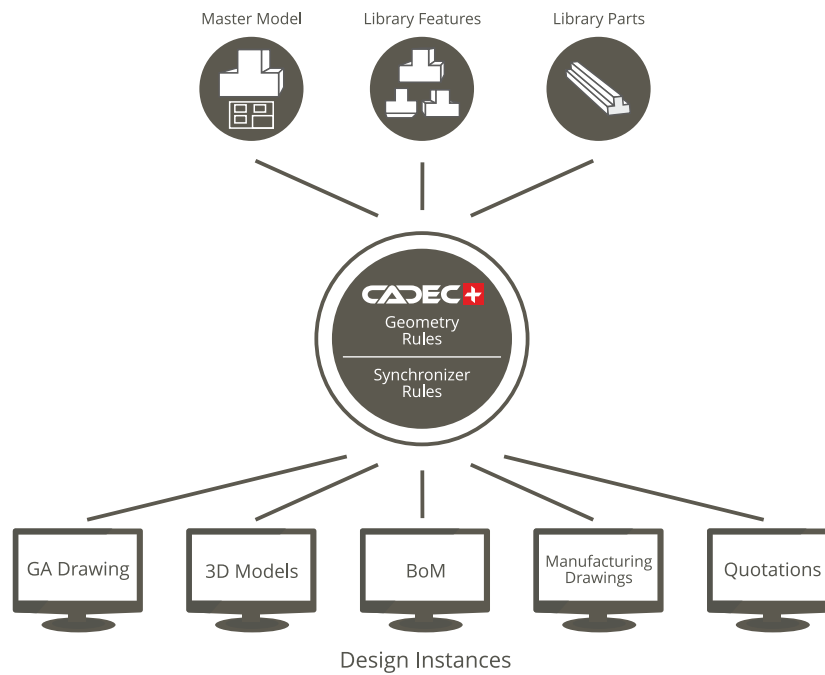 Master Model
Library Features
Library Parts
CADEC+
Geometry
Rules
Synchronizer
Rules
GA Drawing
3D Models
BoM
Manufacturing
Drawings
Quotations
Design Instances